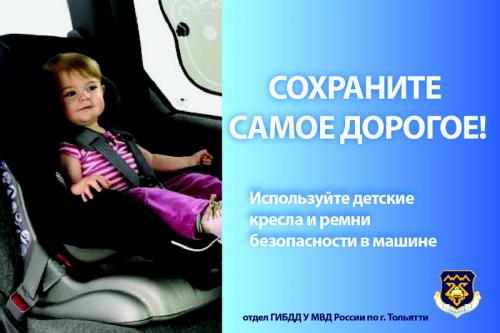 СОХРАНИТЕ
САМОЕ ДОРОГОЕ!
Используйте детские
кресла и ремни
безопасности в машине
отдел ГИБДД У МВД России по г. Тольятти